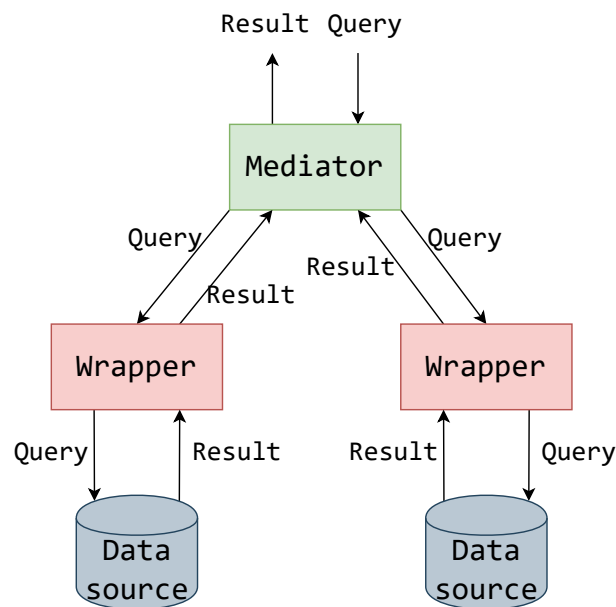 Result Query
Mediator
Query
Query
Result
Result
Wrapper
Wrapper
Query
Result
Result
Query
Data
source
Data
source